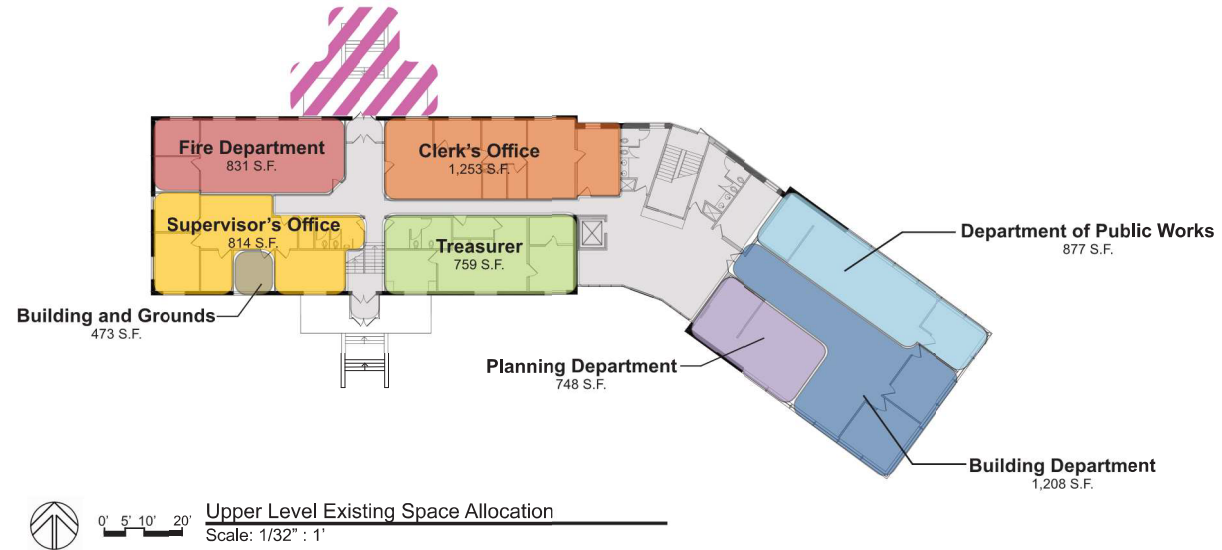 Fire Department
831 S.F.
Clerk's Office
1,253 S.F.
Supervisor's Office
814 S.F.
Treasurer
759 S.F.
Department of Public Works
877 S.F.
Building and Grounds
473 S.F.
Planning Department
748 S.F.
Building Department
1,208 S.F.
0' 5' 10' 20'
Upper Level Existing Space Allocation
Scale: 1/32" : 1'